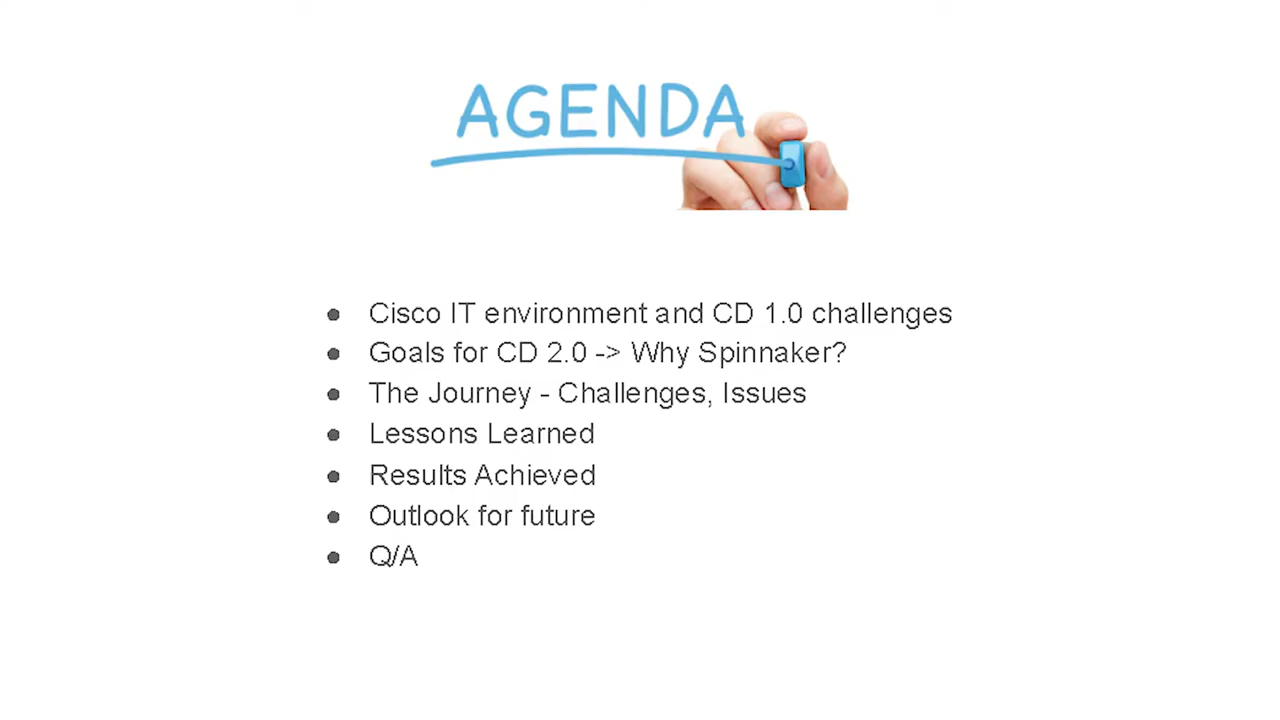 AGENDA
● Cisco IT environment and CD 1.0 challenges
● Goals for CD 2.0 -> Why Spinnaker?
● The Journey - Challenges, Issues
● Lessons Learned
● Results Achieved
● Outlook for future
● Q/A